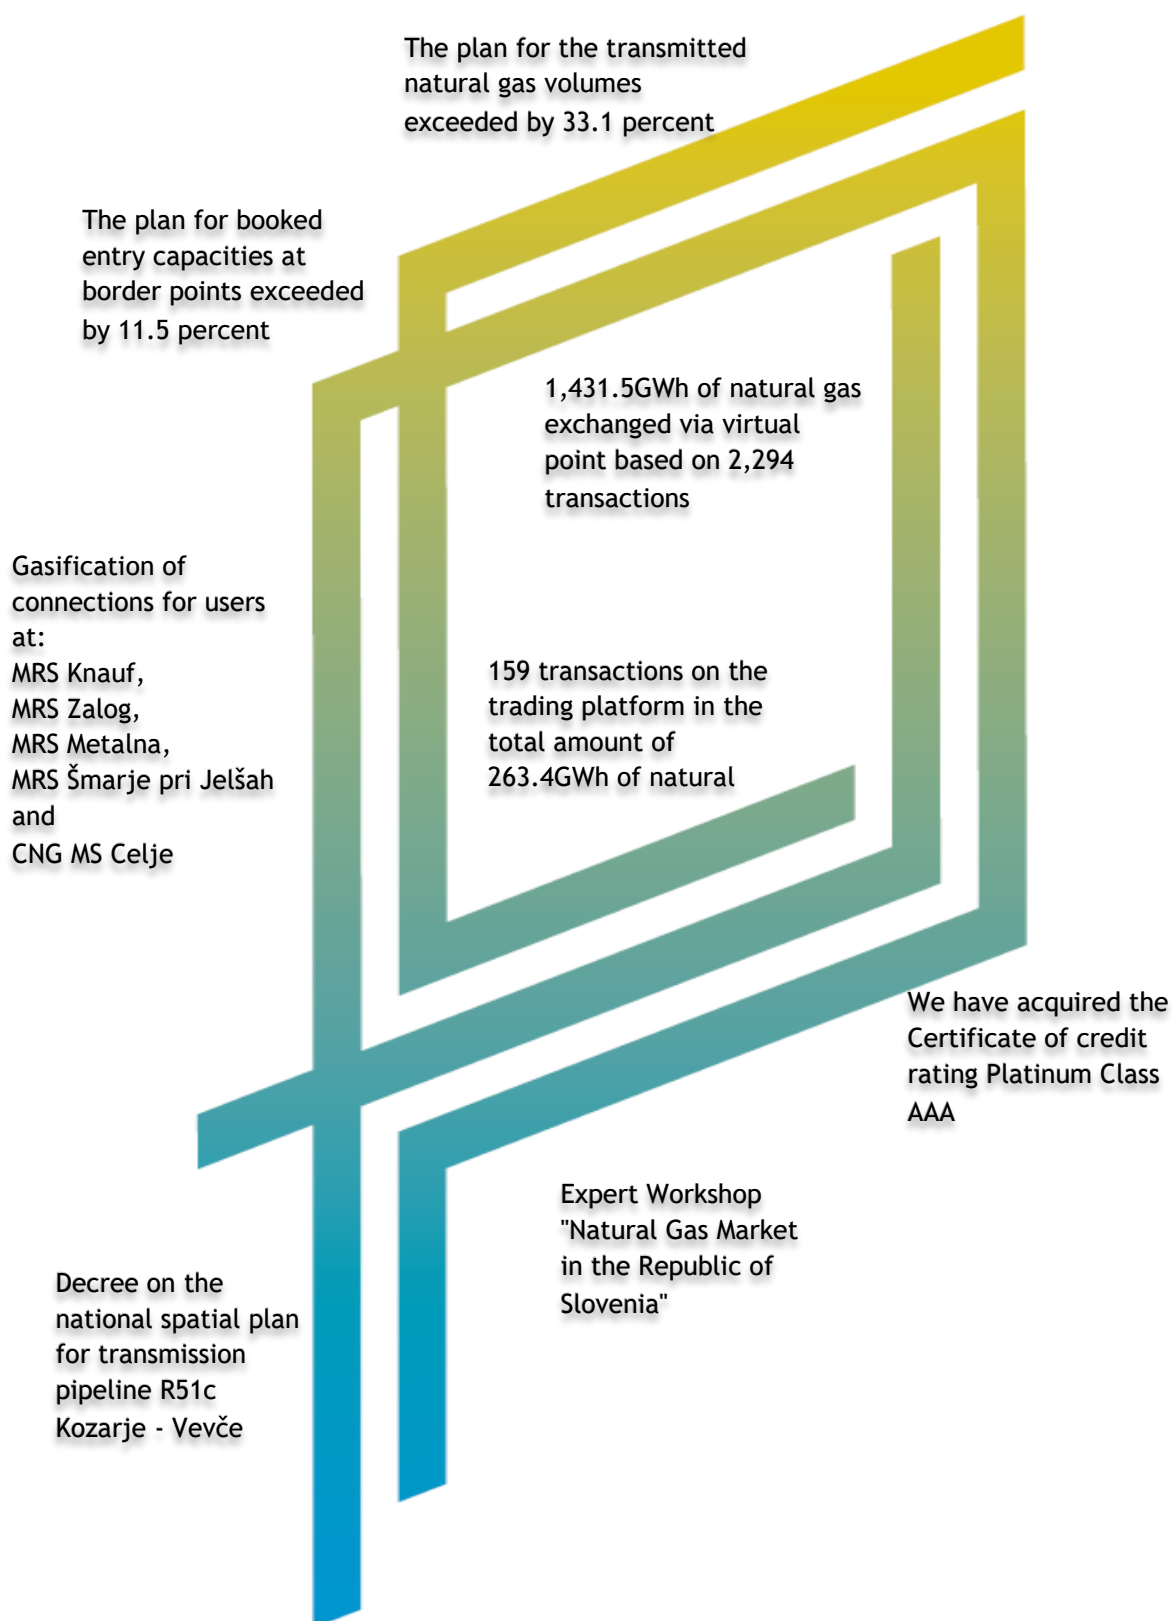 The plan for the transmitted
natural gas volumes
exceeded by 33.1 percent
The plan for booked
entry capacities at
border points exceeded
by 11.5 percent
1,431.5GWh of natural gas
exchanged via virtual
point based on 2,294
transactions
Gasification of
connections for users
at:
MRS Knauf,
MRS Zalog,
MRS Metalna,
MRS Šmarje pri Jelšah
and
CNG MS Celje
159 transactions on the
trading platform in the
total amount of
263.4GWh of natural
We have acquired the
Certificate of credit
rating Platinum Class
AAA
Expert Workshop
"Natural Gas Market
in the Republic of
Slovenia"
Decree on the
national spatial plan
for transmission
pipeline R51c
Kozarje - Vevče